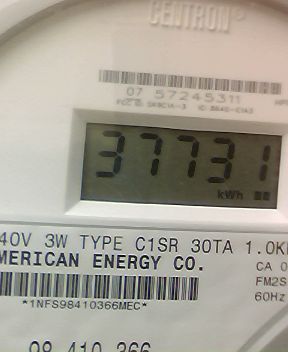 CENTRON®
07 57245311
37731
kWh
40V 3W TYPE C1SR 30TA 1.0K
MERICAN ENERGY CO.
CA 0
FM2S
*1NFS98410366MEC*
60Hz
98 410 366